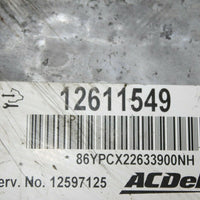 12611549
* 86YPCX22633900NH *
erv. No. 12597125 ACDel